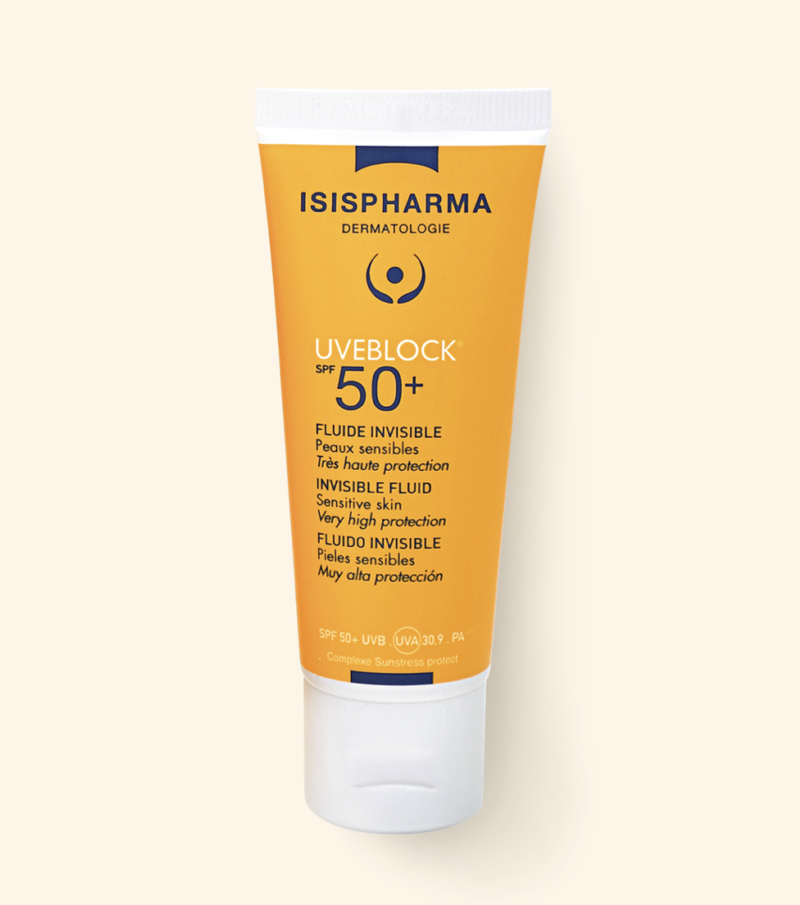 ISISPHARMA
DERMATOLOGIE
UVEBLOCK®
SPF 50+
FLUIDE INVISIBLE
Peaux sensibles
Très haute protection
INVISIBLE FLUID
Sensitive skin
Very high protection
FLUIDO INVISIBLE
Pieles sensibles
Muy alta protección
SPF 50+ UVB . UVA 30.9 . PA
. Complexe Sunstress protect